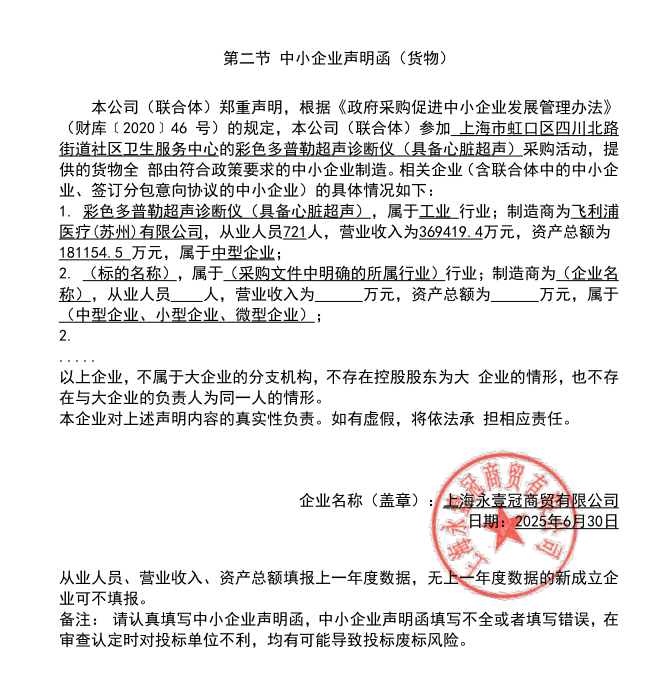 第二节 中小企业声明函（货物）
本公司（联合体）郑重声明，根据《政府采购促进中小企业发展管理办法》
（财库﹝2020﹞46 号）的规定，本公司（联合体）参加 上海市虹口区四川北路
街道社区卫生服务中心的彩色多普勒超声诊断仪（具备心脏超声）采购活动，提
供的货物全 部由符合政策要求的中小企业制造。相关企业（含联合体中的中小企
业、签订分包意向协议的中小企业）的具体情况如下：
1. 彩色多普勒超声诊断仪（具备心脏超声），属于工业 行业；制造商为飞利浦
医疗(苏州)有限公司，从业人员721人，营业收入为369419.4万元，资产总额为
181154.5 万元，属于中型企业；
2. （标的名称），属于（采购文件中明确的所属行业）行业；制造商为（企业名
称），从业人员____人，营业收入为______万元，资产总额为______万元，属于
（中型企业、小型企业、微型企业）；
2.
.....
以上企业，不属于大企业的分支机构，不存在控股股东为大 企业的情形，也不存
在与大企业的负责人为同一人的情形。
本企业对上述声明内容的真实性负责。如有虚假，将依法承 担相应责任。
企业名称（盖章）：上海永壹冠商贸有限公司
日期：2025年6月30日
上海永壹冠商贸有限公司
从业人员、营业收入、资产总额填报上一年度数据，无上一年度数据的新成立企
业可不填报。
备注： 请认真填写中小企业声明函，中小企业声明函填写不全或者填写错误，在
审查认定时对投标单位不利，均有可能导致投标废标风险。